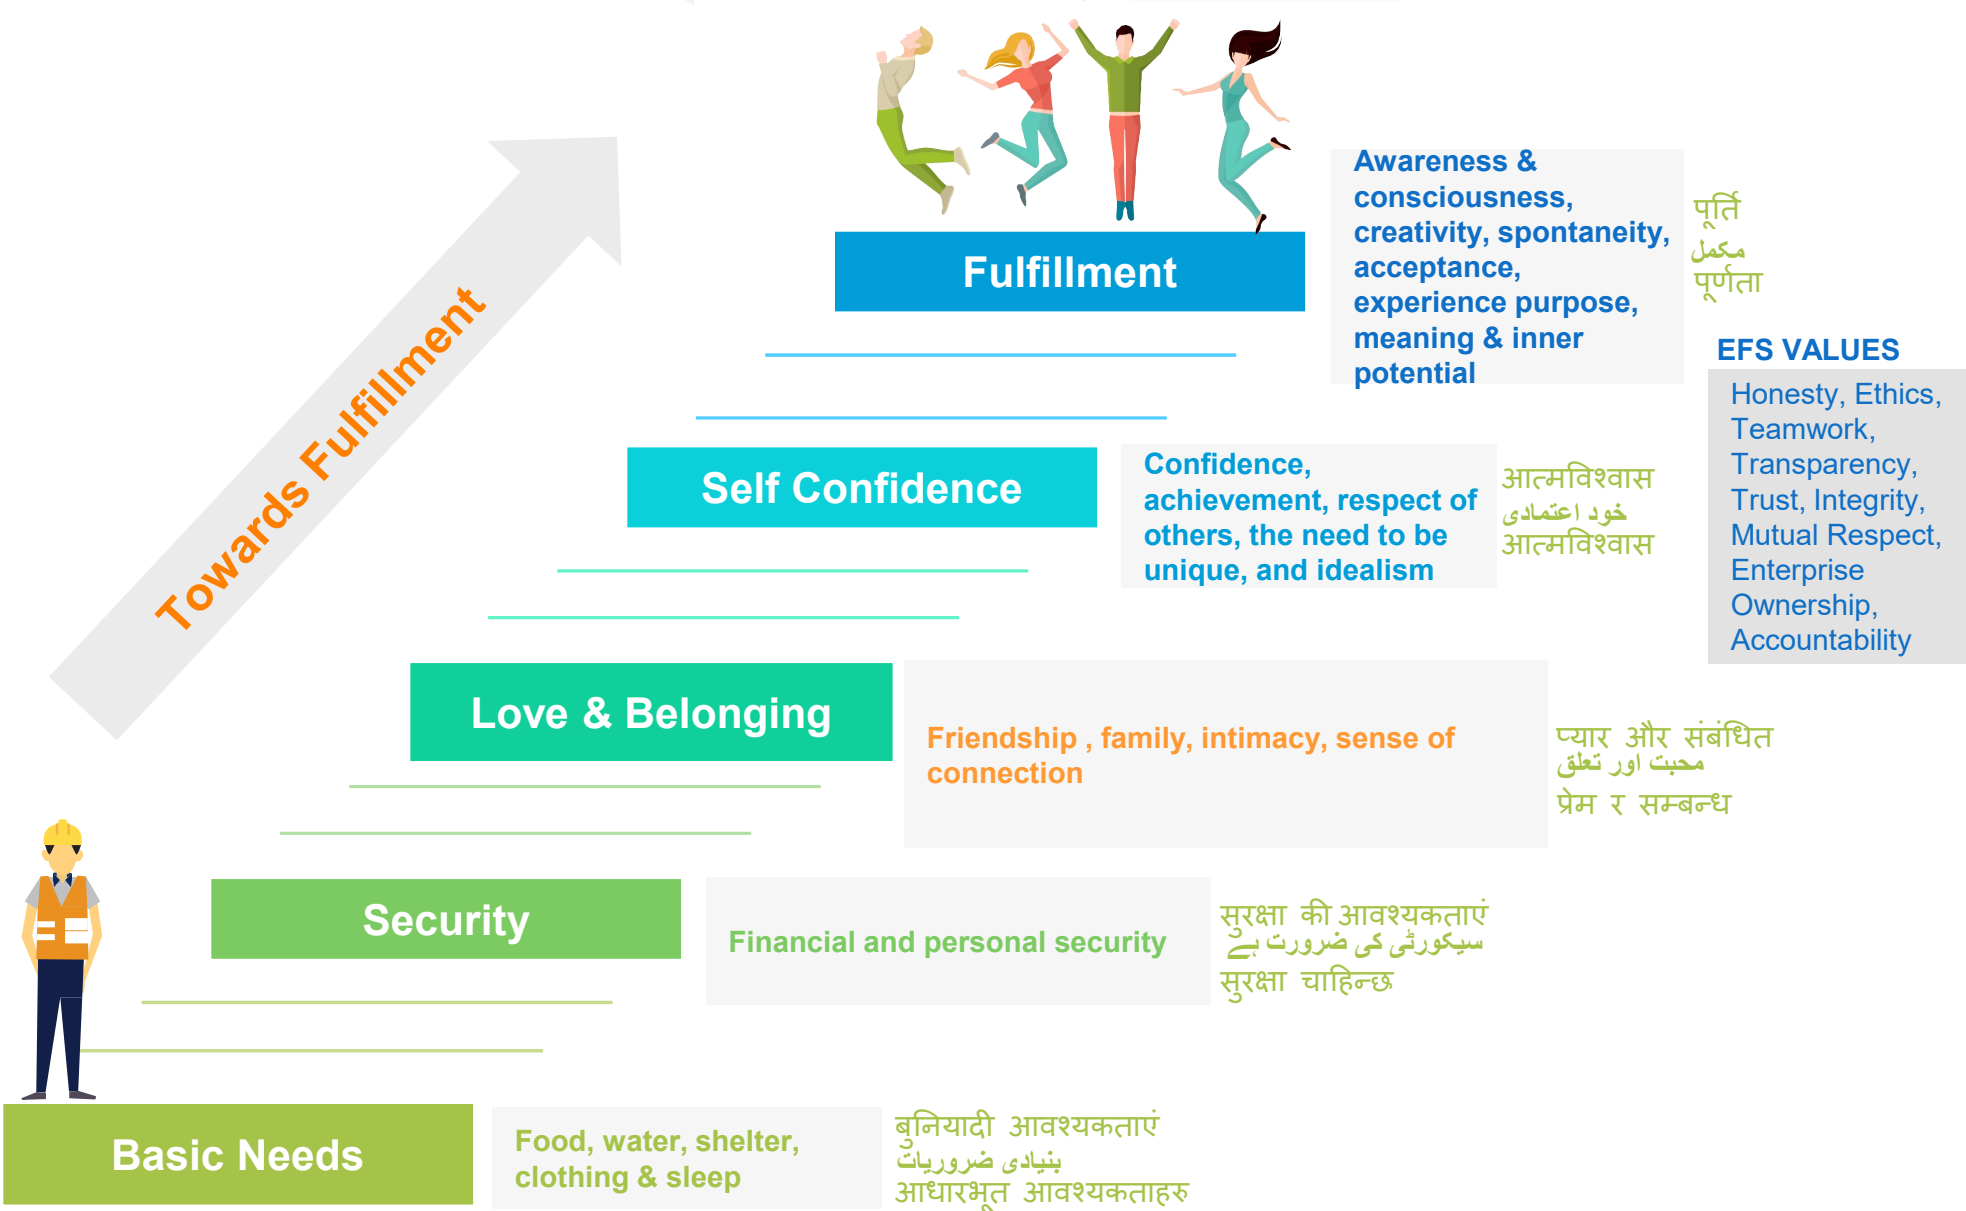 Towards Fulfillment
Fulfillment
Awareness &
consciousness,
creativity, spontaneity,
acceptance,
experience purpose,
meaning & inner
potential
पूर्ति
مکمل
पूर्णता
EFS VALUES
Honesty, Ethics,
Teamwork,
Transparency,
Trust, Integrity,
Mutual Respect,
Enterprise
Ownership,
Accountability
Self Confidence
Confidence,
achievement, respect of
others, the need to be
unique, and idealism
आत्मविश्वास
خود اعتمادی
आत्मविश्वास
Love & Belonging
Friendship , family, intimacy, sense of
connection
प्यार और संबंधित
محبت اور تعلق
प्रेम र सम्बन्ध
Security
Financial and personal security
सुरक्षा की आवश्यकताएं
سیکورٹی کی ضرورت ہے
सुरक्षा चाहिन्छ
Basic Needs
Food, water, shelter,
clothing & sleep
बुनियादी आवश्यकताएं
بنیادی ضروریات
आधारभूत आवश्यकताहरु